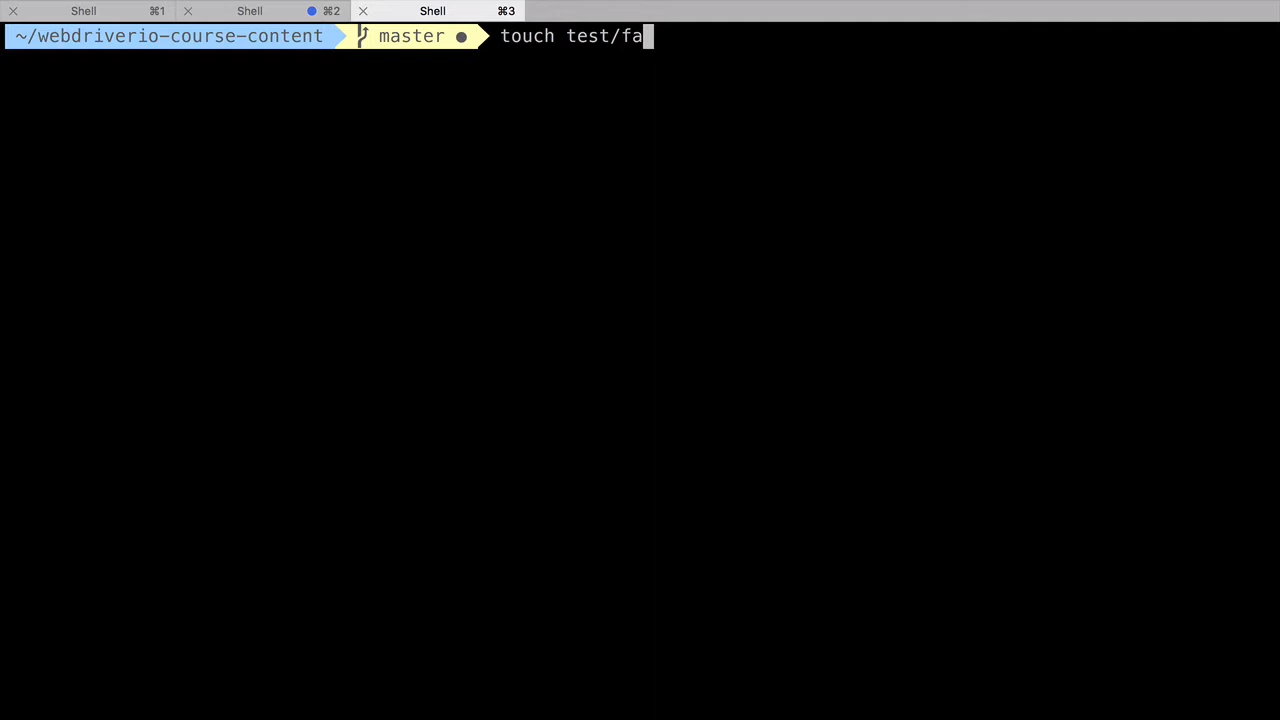 Shell ⌘1 Shell ⌘2 Shell ⌘3
~/webdriverio-course-content master ● touch test/fa